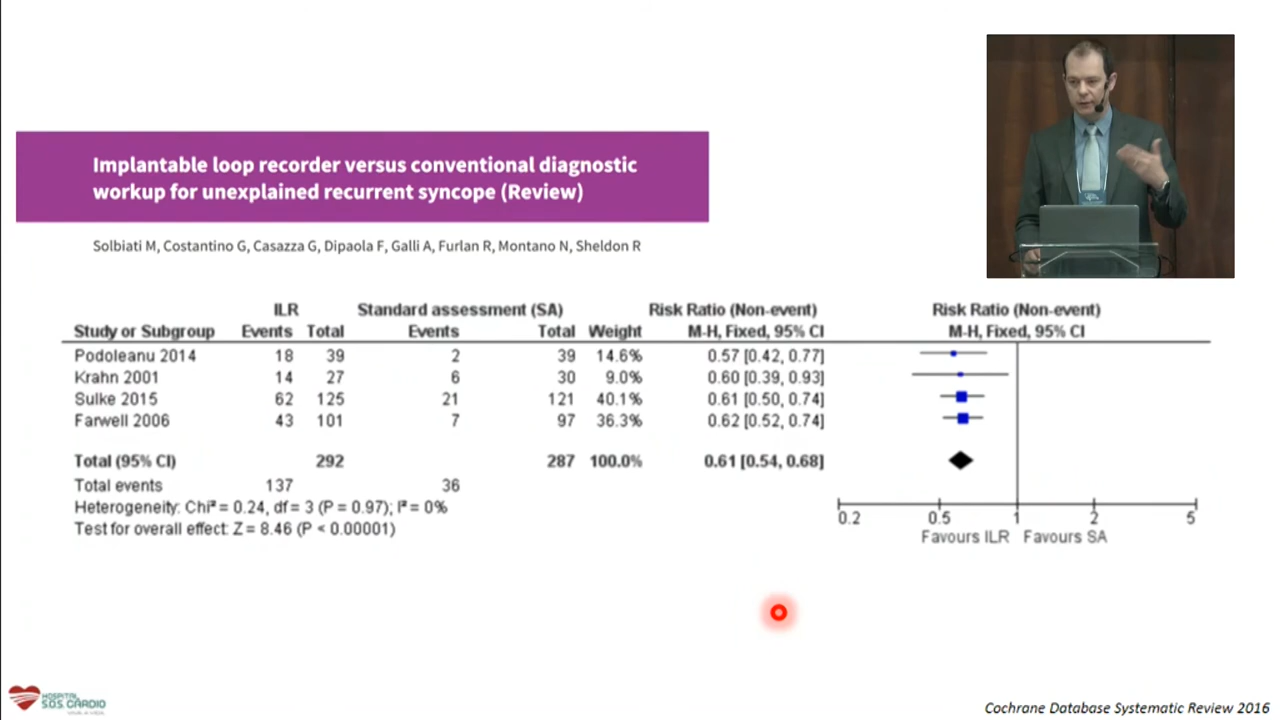 Implantable loop recorder versus conventional diagnostic
workup for unexplained recurrent syncope (Review)
Solbiati M, Costantino G, Casazza G, Dipaola F, Galli A, Furlan R, Montano N, Sheldon R
ILR Standard assessment (SA) Risk Ratio (Non-event) Risk Ratio (Non-event)
Study or Subgroup Events Total Events Total Weight M-H, Fixed, 95% CI M-H, Fixed, 95% CI
Podoleanu 2014 18 39 2 39 14.6% 0.57 [0.42, 0.77]
Krahn 2001 14 27 6 30 9.0% 0.60 [0.39, 0.93]
Sulke 2015 62 125 21 121 40.1% 0.61 [0.50, 0.74]
Farwell 2006 43 101 7 97 36.3% 0.62 [0.52, 0.74]
Total (95% CI) 292 287 100.0% 0.61 [0.54, 0.68]
Total events 137 36
Heterogeneity: Chi² = 0.24, df = 3 (P = 0.97); I² = 0%
Test for overall effect: Z = 8.46 (P < 0.00001)
0.2 0.5 1 2 5
Favours ILR Favours SA
HOSPITAL
S.O.S. CARDIO
Cochrane Database Systematic Review 2016